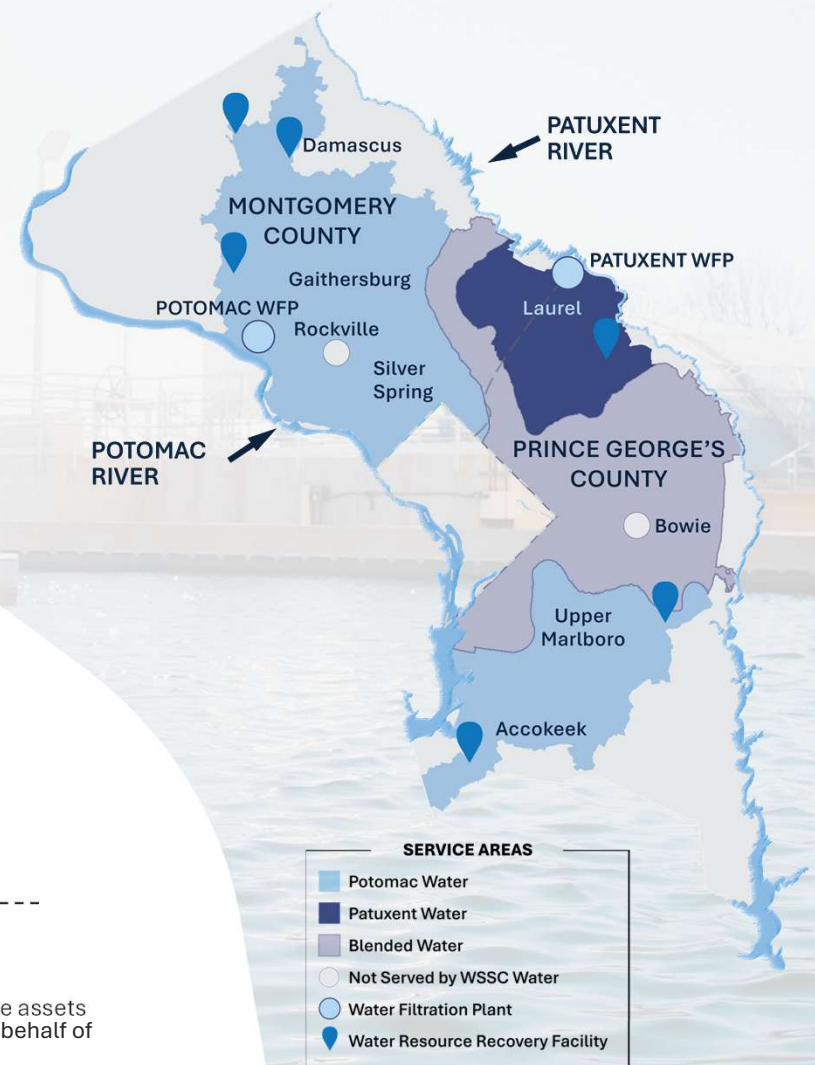 PATUXENT
RIVER
Damascus
MONTGOMERY
COUNTY
PATUXENT WFP
Gaithersburg
POTOMAC WFP
Laurel
Rockville
Silver
Spring
POTOMAC
RIVER
PRINCE GEORGE'S
COUNTY
Bowie
Upper
Marlboro
Accokeek
SERVICE AREAS
Potomac Water
Patuxent Water
Blended Water
Not Served by WSSC Water
Water Filtration Plant
Water Resource Recovery Facility
e assets
behalf of